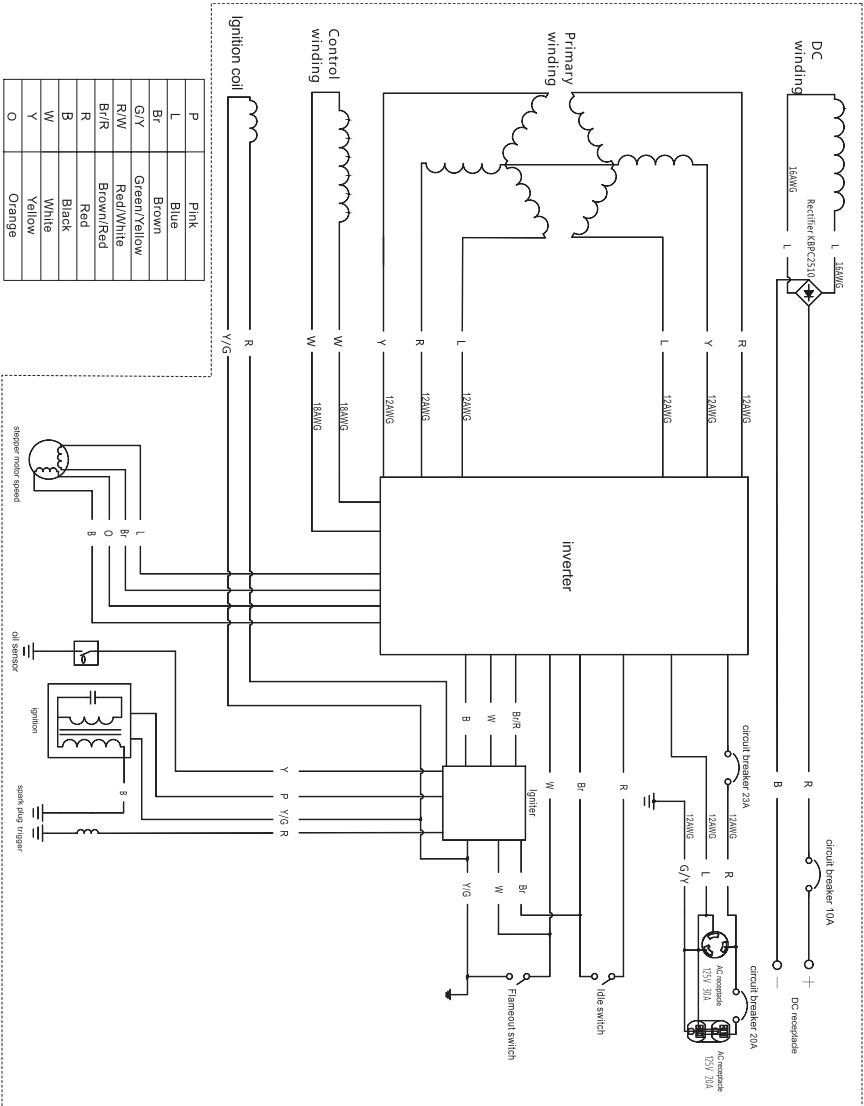 DC
winding
16AWG
L
L
16AWG
Rectifier KBPC2510
R
B
circuit breaker 10A
+
—
DC receptacle
Primary
winding
R
12AWG
Y
12AWG
L
12AWG
L
12AWG
R
12AWG
Y
12AWG
Control
winding
W
18AWG
W
18AWG
Ignition coil
R
Y/G
inverter
circuit breaker 23A
12AWG
R
12AWG
L
12AWG
G/Y
AC receptacle
125V 30A
circuit breaker 20A
AC receptacle
125V 20A
R
Br
W
Idle switch
Flameout switch
Br/R
W
B
Igniter
Br
W
Y/G
L
Br
O
B
stepper motor speed
oil sensor
ignition
B
spark plug trigger
Y
P
Y/G
R
P Pink
L Blue
Br Brown
G/Y Green/Yellow
R/W Red/White
Br/R Brown/Red
R Red
B Black
W White
Y Yellow
O Orange